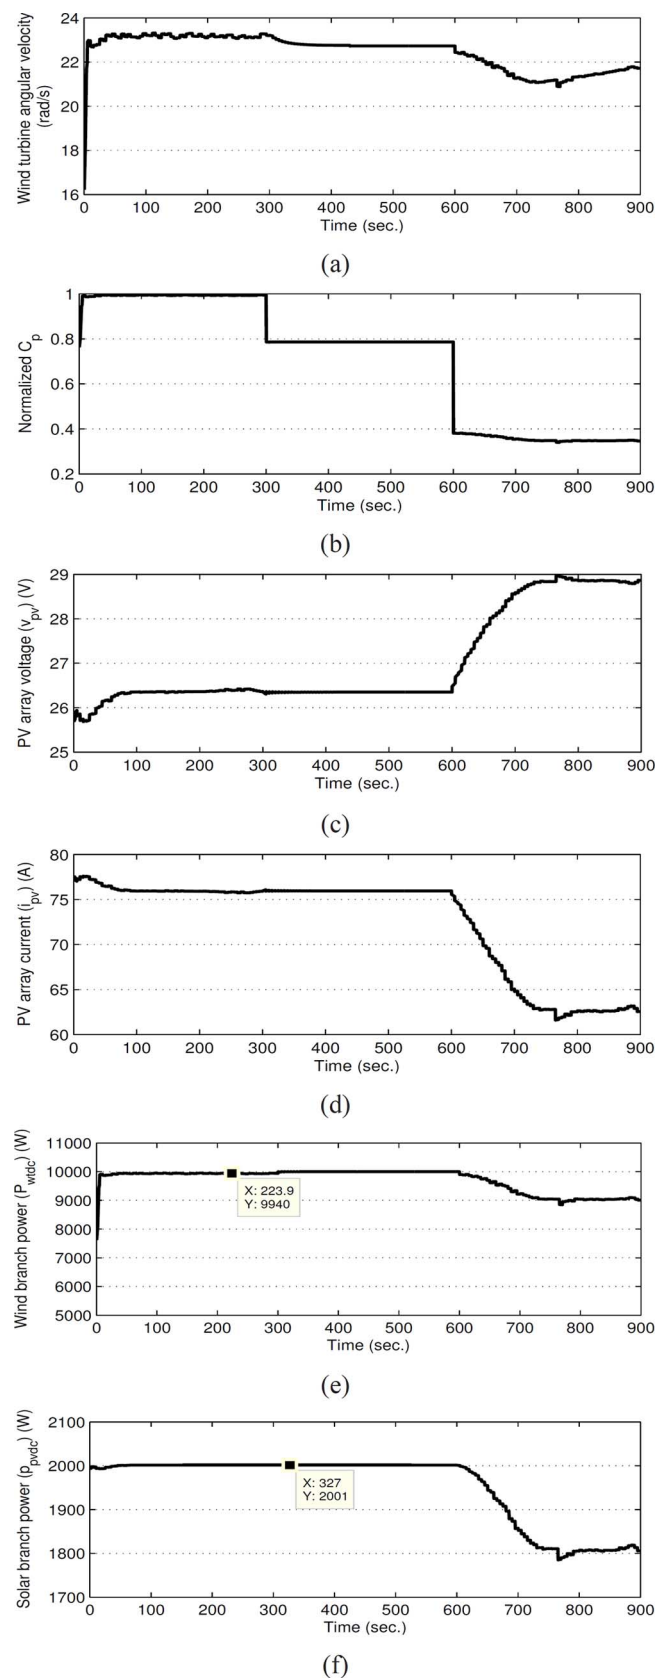 24
22
20
18
16
Wind turbine angular velocity
(rad/s)
0 100 200 300 400 500 600 700 800 900
Time (sec.)
(a)
1
0.8
0.6
0.4
0.2
Normalized Cp
0 100 200 300 400 500 600 700 800 900
Time (sec.)
(b)
29
28
27
26
25
PV array voltage (vpv) (V)
0 100 200 300 400 500 600 700 800 900
Time (sec.)
(c)
80
75
70
65
60
PV array current (ipv) (A)
0 100 200 300 400 500 600 700 800 900
Time (sec.)
(d)
11000
10000
9000
8000
7000
6000
5000
Wind branch power (Pwtdc) (W)
X: 223.9
Y: 9940
0 100 200 300 400 500 600 700 800 900
Time (sec.)
(e)
2100
2000
1900
1800
1700
Solar branch power (ppvdc) (W)
X: 327
Y: 2001
0 100 200 300 400 500 600 700 800 900
Time (sec.)
(f)